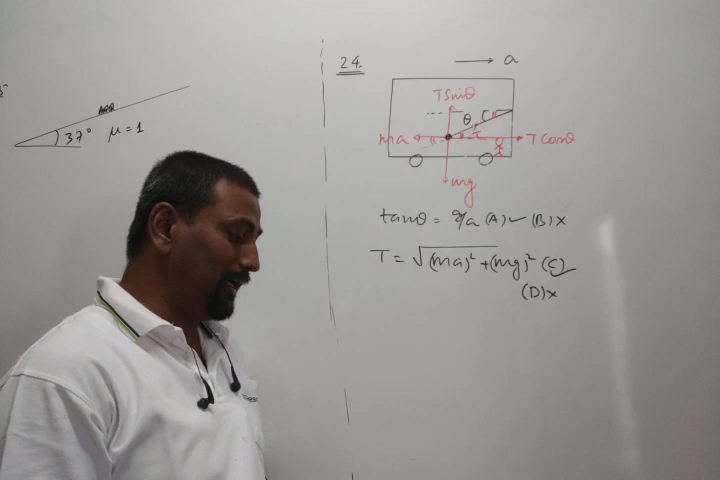 37° μ = 1
24.
a
T sinθ
θ
ma T T cosθ
mg
tanθ = g/a (A)✓ (B)×
T = √(ma)² + (mg)² (C)✓
(D)×